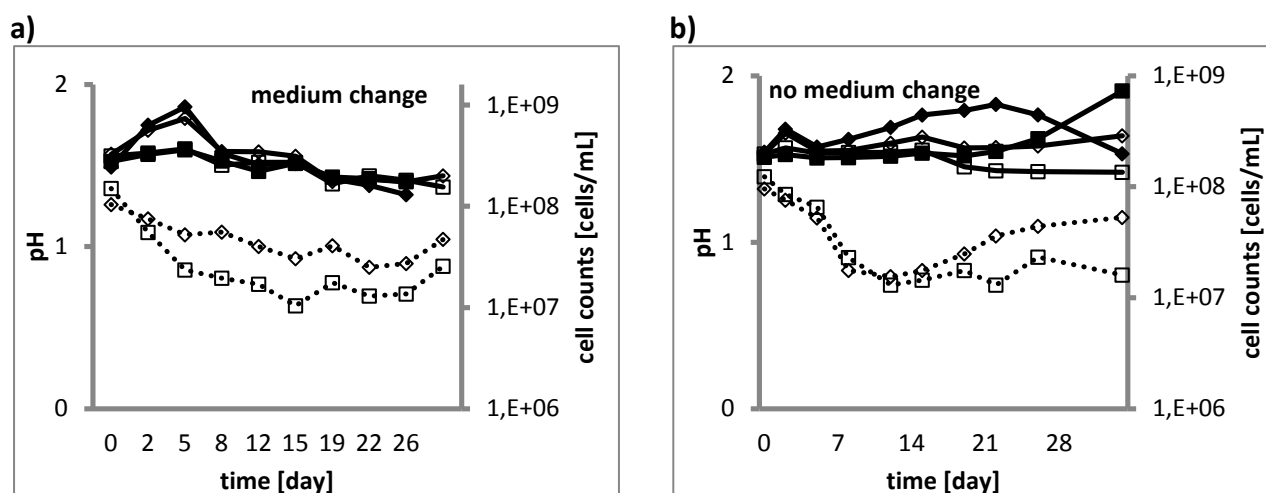 a)
medium change
2
1
0
pH
1,E+09
1,E+08
1,E+07
1,E+06
cell counts [cells/mL]
0 2 5 8 12 15 19 22 26
time [day]
b)
no medium change
2
1
0
pH
1,E+09
1,E+08
1,E+07
1,E+06
cell counts [cells/mL]
0 7 14 21 28
time [day]